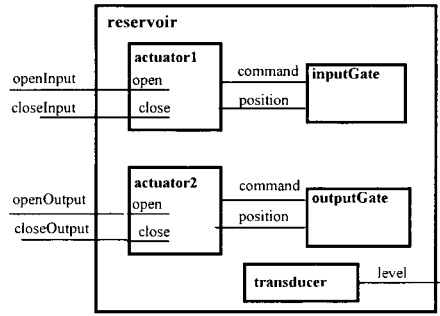 reservoir
actuator1
openInput
open
command
inputGate
closeInput
close
position
actuator2
openOutput
open
command
outputGate
closeOutput
close
position
transducer
level